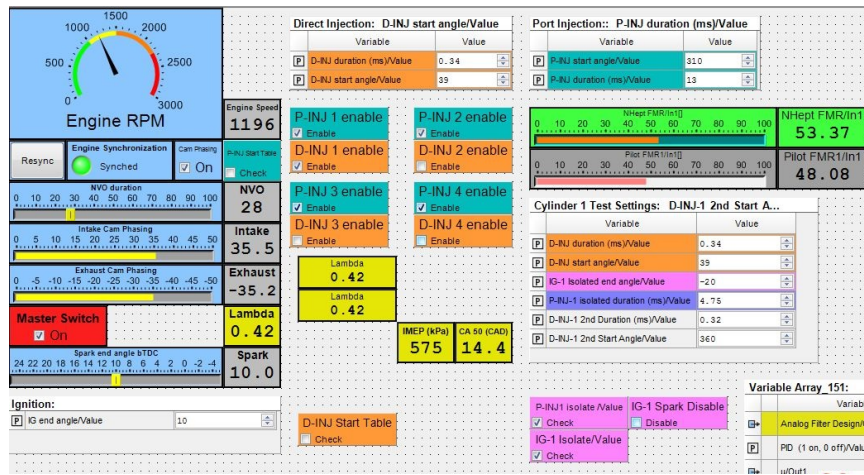 1500
1000 2000
500 2500
0 3000
Engine RPM
Engine Speed
1196
Resync
Engine Synchronization
Synched
Cam Phasing
On
P-INJ Start Table
Check
NVO duration
0 10 20 30 40 50 60 70 80 90 100
NVO
28
Intake Cam Phasing
0 5 10 15 20 25 30 35 40 45 50
Intake
35.5
Exhaust Cam Phasing
0 -5 -10 -15 -20 -25 -30 -35 -40 -45 -50
Exhaust
-35.2
Master Switch
On
Lambda
0.42
Spark end angle bTDC
24 22 20 18 16 14 12 10 8 6 4 2 0 -2 -4
Spark
10.0
Ignition:
P IG end angle/Value 10
Direct Injection: D-INJ start angle/Value
Variable Value
P D-INJ duration (ms)/Value 0.34
P D-INJ start angle/Value 39
P-INJ 1 enable
Enable
P-INJ 2 enable
Enable
D-INJ 1 enable
Enable
D-INJ 2 enable
Enable
P-INJ 3 enable
Enable
P-INJ 4 enable
Enable
D-INJ 3 enable
Enable
D-INJ 4 enable
Enable
Lambda
0.42
Lambda
0.42
IMEP (kPa)
575
CA 50 (CAD)
14.4
D-INJ Start Table
Check
Port Injection:: P-INJ duration (ms)/Value
Variable Value
P P-INJ start angle/Value 310
P P-INJ duration (ms)/Value 13
NHept FMR/In1[]
0 10 20 30 40 50 60 70 80 90 100
NHept FMR/In1
53.37
Pilot FMR1/In1[]
0 10 20 30 40 50 60 70 80 90 100
Pilot FMR1/In1
48.08
Cylinder 1 Test Settings: D-INJ-1 2nd Start A...
Variable Value
P D-INJ duration (ms)/Value 0.34
P D-INJ start angle/Value 39
P IG-1 Isolated end angle/Value -20
P P-INJ-1 isolated duration (ms)/Value 4.75
P D-INJ-1 2nd Duration (ms)/Value 0.32
P D-INJ-1 2nd Start Angle/Value 360
P-INJ1 isolate /Value
Check
IG-1 Spark Disable
Disable
IG-1 Isolate/Value
Check
Variable Array_151:
Variab
Analog Filter Design/
P PID (1 on, 0 off)/Valu
u/Out1